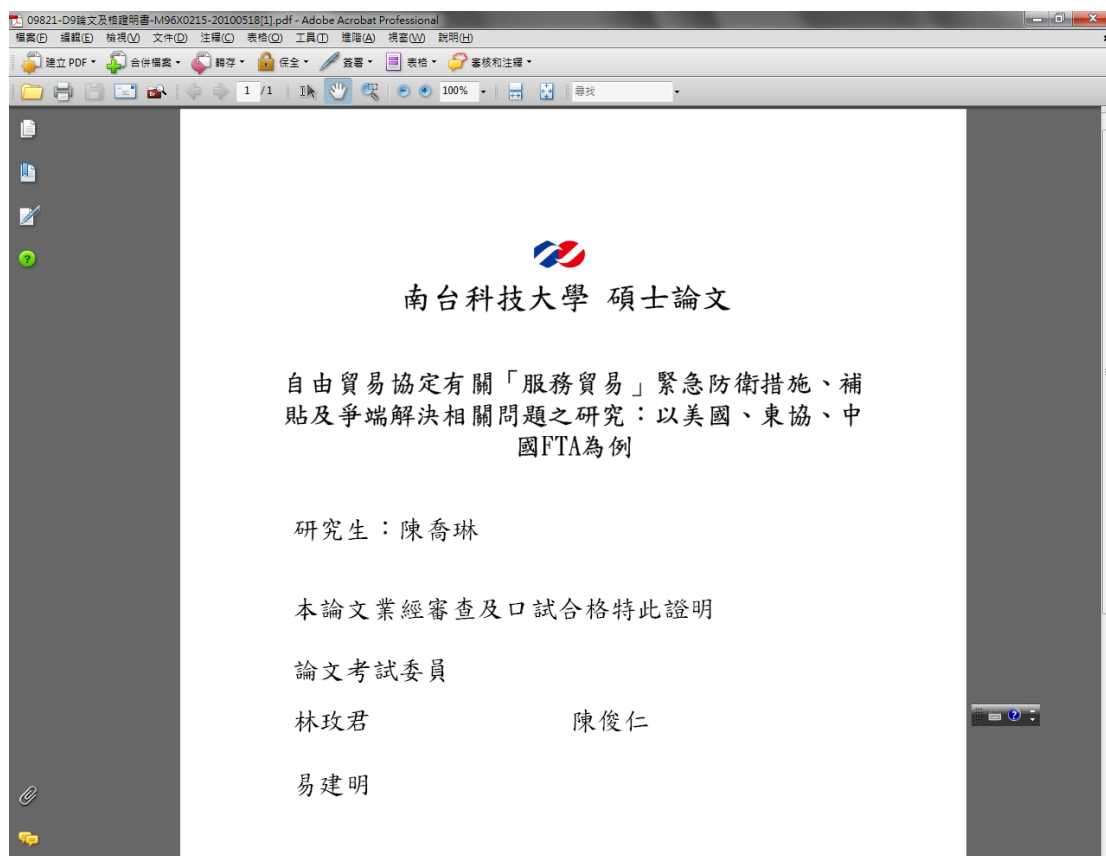 09821-D9論文及格證明書-M96X0215-20100518[1].pdf - Adobe Acrobat Professional
檔案(F) 編輯(E) 檢視(V) 文件(D) 注釋(C) 表格(O) 工具(T) 進階(A) 視窗(W) 說明(H)
建立 PDF 合併檔案 轉存 保全 簽署 表格 審核和注釋
1 /1 100% 尋找
南台科技大學 碩士論文
自由貿易協定有關「服務貿易」緊急防衛措施、補
貼及爭端解決相關問題之研究：以美國、東協、中
國FTA為例
研究生：陳喬琳
本論文業經審查及口試合格特此證明
論文考試委員
林玫君 陳俊仁
易建明